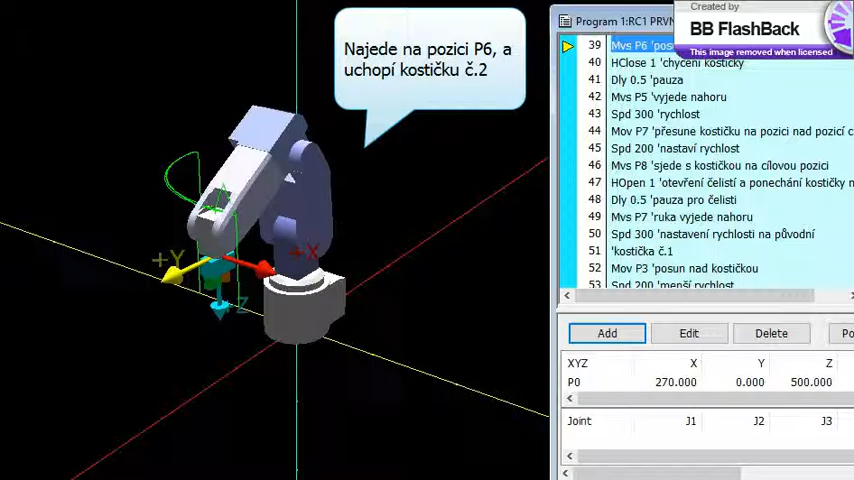 Najede na pozici P6, a
uchopí kostičku č.2
+Y
+X
Z
Program 1:RC1 PRVN
Created by
BB FlashBack
This image removed when licensed
39 Mvs P6
40 HClose 1 'chycení kostičky
41 Dly 0.5 'pauza
42 Mvs P5 'vyjede nahoru
43 Spd 300 'rychlost
44 Mov P7 'přesune kostičku na pozici nad pozicí c
45 Spd 200 'nastaví rychlost
46 Mvs P8 'sjede s kostičkou na cílovou pozici
47 HOpen 1 'otevření čelistí a ponechání kostičky n
48 Dly 0.5 'pauza pro čelisti
49 Mvs P7 'ruka vyjede nahoru
50 Spd 300 'nastavení rychlosti na původní
51 'kostička č.1
52 Mov P3 'posun nad kostičkou
53 Spd 200 'menší rychlost
Add Edit Delete Po
XYZ X Y Z
P0 270.000 0.000 500.000
Joint J1 J2 J3